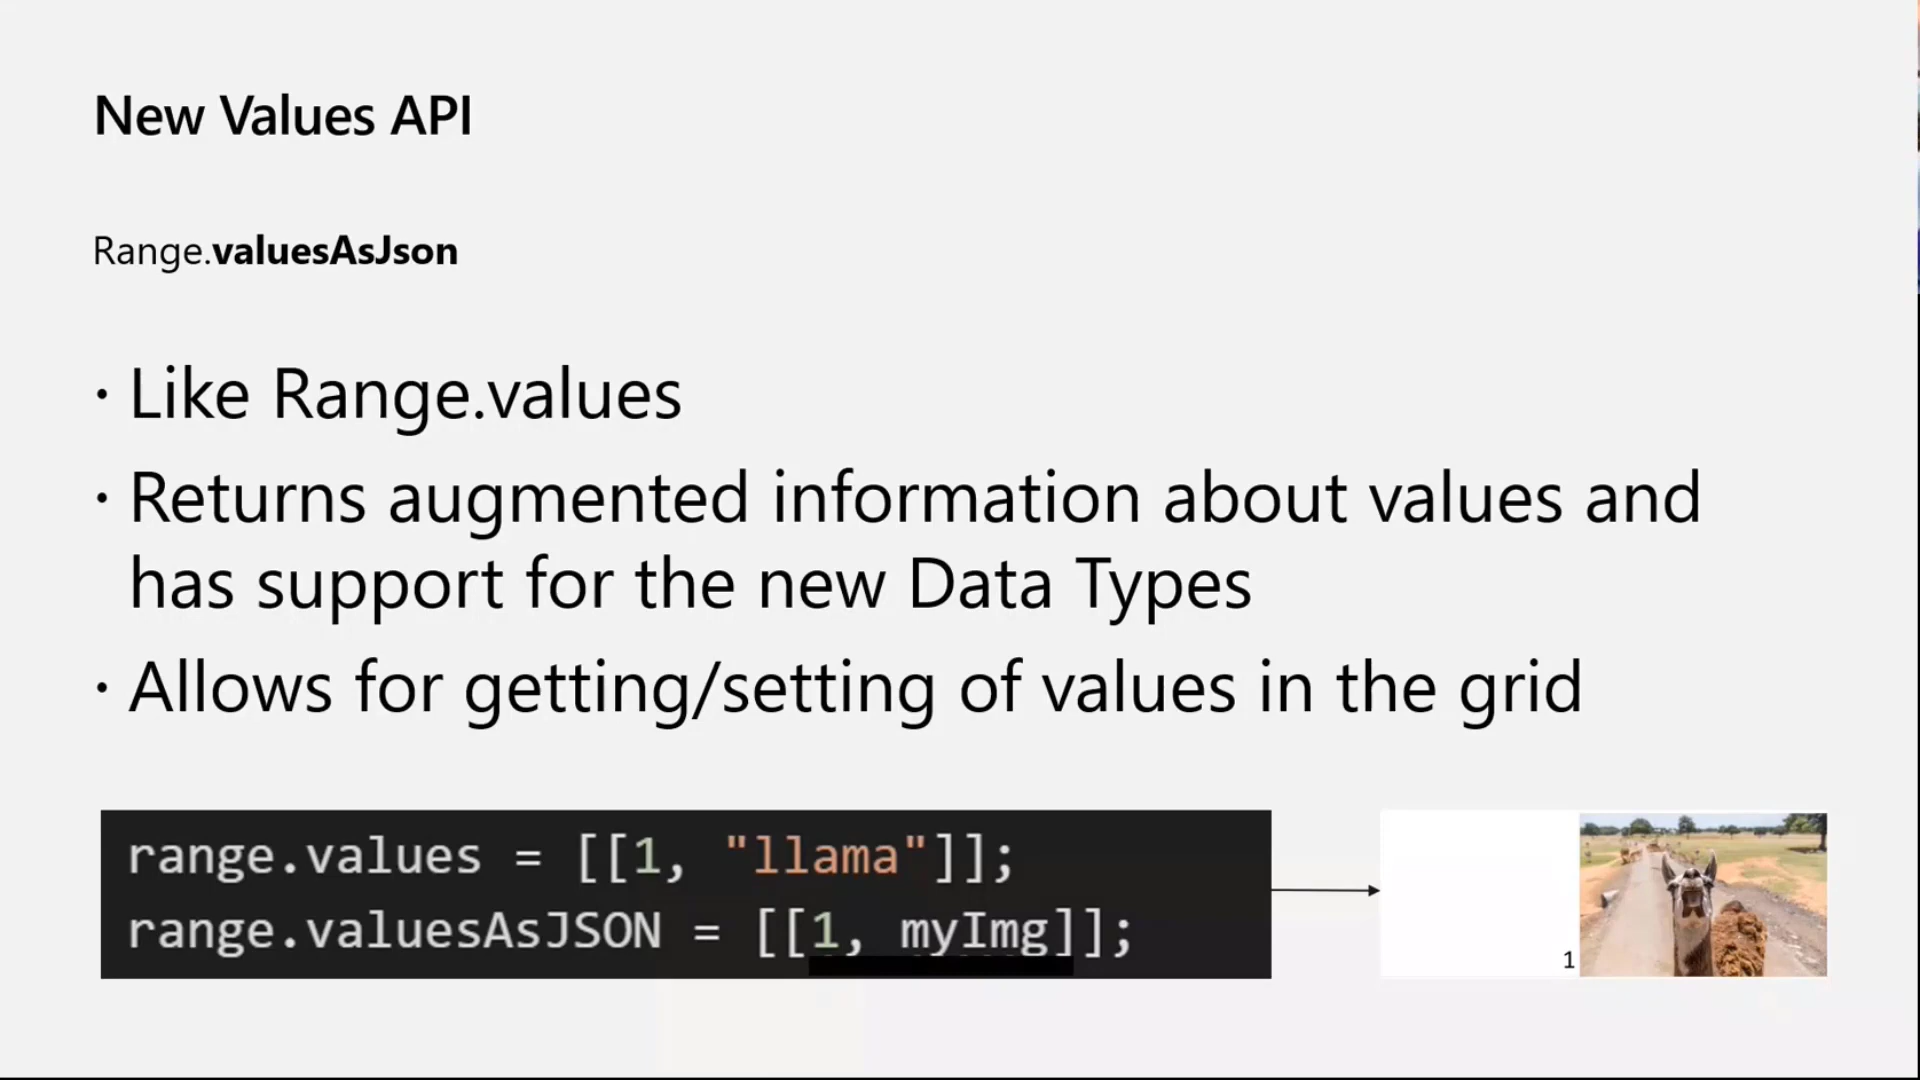 New Values API
Range.valuesAsJson
· Like Range.values
· Returns augmented information about values and
has support for the new Data Types
· Allows for getting/setting of values in the grid
range.values = [[1, "llama"]];
range.valuesAsJSON = [[1, myImg]];
1